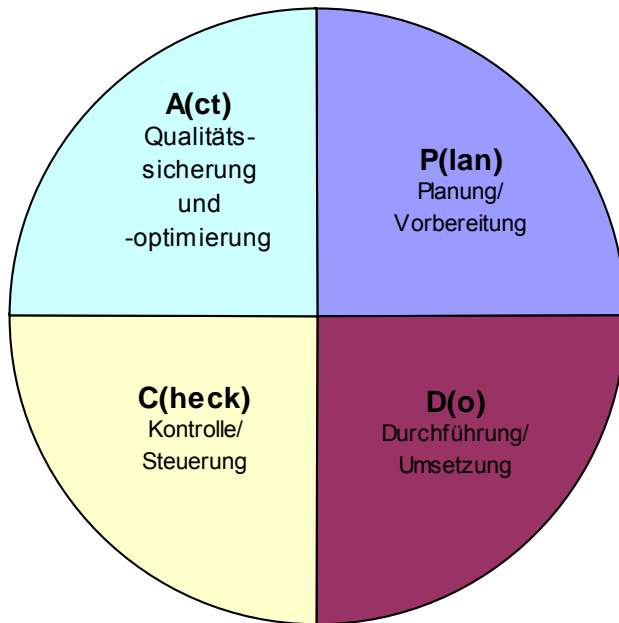 A(ct)
Qualitäts-
sicherung
und
-optimierung
P(lan)
Planung/
Vorbereitung
C(heck)
Kontrolle/
Steuerung
D(o)
Durchführung/
Umsetzung